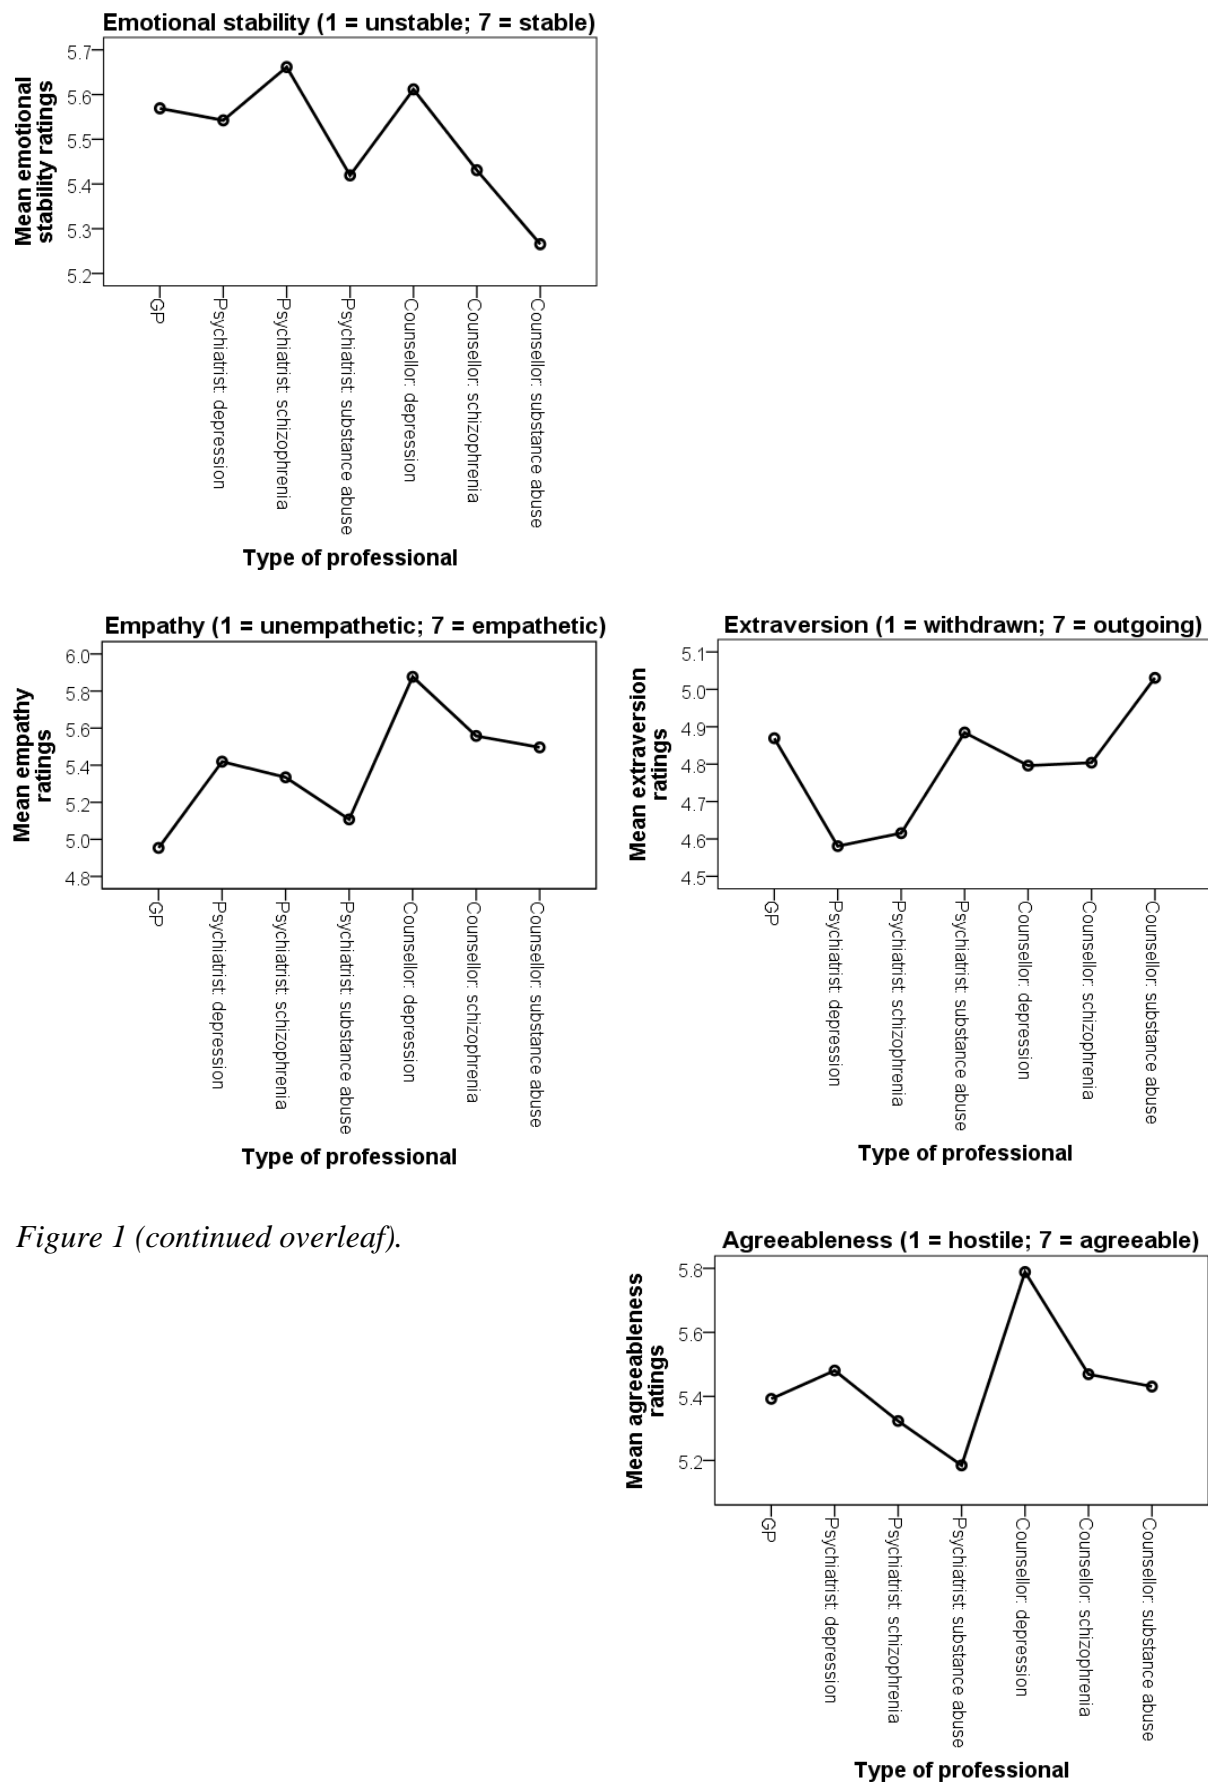 Emotional stability (1 = unstable; 7 = stable)
Mean emotional
stability ratings
5.7
5.6
5.5
5.4
5.3
5.2
GP
Psychiatrist: depression
Psychiatrist: schizophrenia
Psychiatrist: substance abuse
Counsellor: depression
Counsellor: schizophrenia
Counsellor: substance abuse
Type of professional
Empathy (1 = unempathetic; 7 = empathetic)
Mean empathy
ratings
6.0
5.8
5.6
5.4
5.2
5.0
4.8
GP
Psychiatrist: depression
Psychiatrist: schizophrenia
Psychiatrist: substance abuse
Counsellor: depression
Counsellor: schizophrenia
Counsellor: substance abuse
Type of professional
Extraversion (1 = withdrawn; 7 = outgoing)
Mean extraversion
ratings
5.1
5.0
4.9
4.8
4.7
4.6
4.5
GP
Psychiatrist: depression
Psychiatrist: schizophrenia
Psychiatrist: substance abuse
Counsellor: depression
Counsellor: schizophrenia
Counsellor: substance abuse
Type of professional
Figure 1 (continued overleaf).
Agreeableness (1 = hostile; 7 = agreeable)
Mean agreeableness
ratings
5.8
5.6
5.4
5.2
GP
Psychiatrist: depression
Psychiatrist: schizophrenia
Psychiatrist: substance abuse
Counsellor: depression
Counsellor: schizophrenia
Counsellor: substance abuse
Type of professional